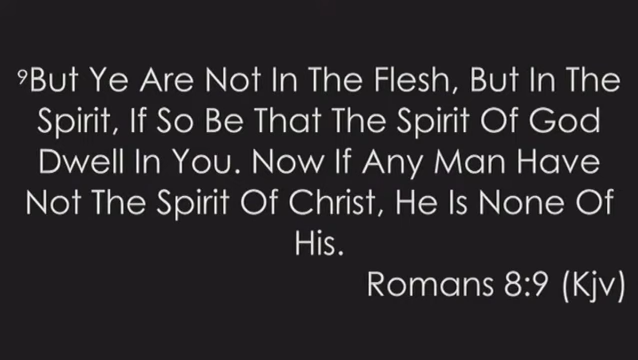 ⁹But Ye Are Not In The Flesh, But In The
Spirit, If So Be That The Spirit Of God
Dwell In You. Now If Any Man Have
Not The Spirit Of Christ, He Is None Of
His.
Romans 8:9 (Kjv)